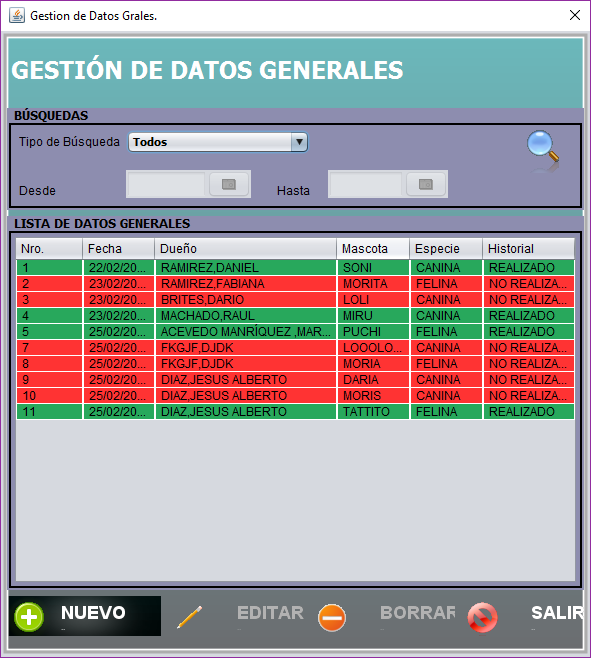 Gestion de Datos Grales.
GESTIÓN DE DATOS GENERALES
BÚSQUEDAS
Tipo de Búsqueda Todos
Desde Hasta
LISTA DE DATOS GENERALES
Nro. Fecha Dueño Mascota Especie Historial
1 22/02/20... RAMIREZ,DANIEL SONI CANINA REALIZADO
2 23/02/20... RAMIREZ,FABIANA MORITA FELINA NO REALIZA...
3 23/02/20... BRITES,DARIO LOLI CANINA NO REALIZA...
4 23/02/20... MACHADO,RAUL MIRU CANINA REALIZADO
5 25/02/20... ACEVEDO MANRÍQUEZ ,MAR... PUCHI FELINA REALIZADO
7 25/02/20... FKGJF,DJDK LOOOLO... CANINA NO REALIZA...
8 25/02/20... FKGJF,DJDK MORIA FELINA NO REALIZA...
9 25/02/20... DIAZ,JESUS ALBERTO DARIA CANINA NO REALIZA...
10 25/02/20... DIAZ,JESUS ALBERTO MORIS CANINA NO REALIZA...
11 25/02/20... DIAZ,JESUS ALBERTO TATTITO FELINA REALIZADO
NUEVO EDITAR BORRAR SALIR